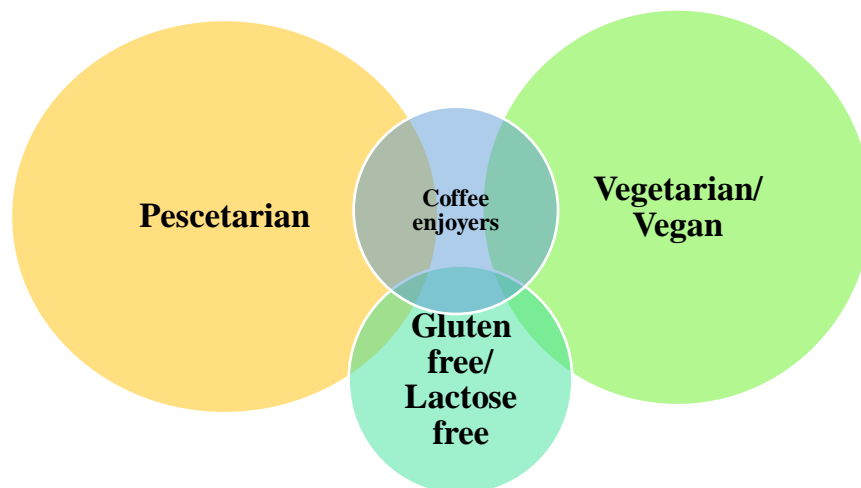 Pescetarian
Coffee
enjoyers
Vegetarian/
Vegan
Gluten
free/
Lactose
free